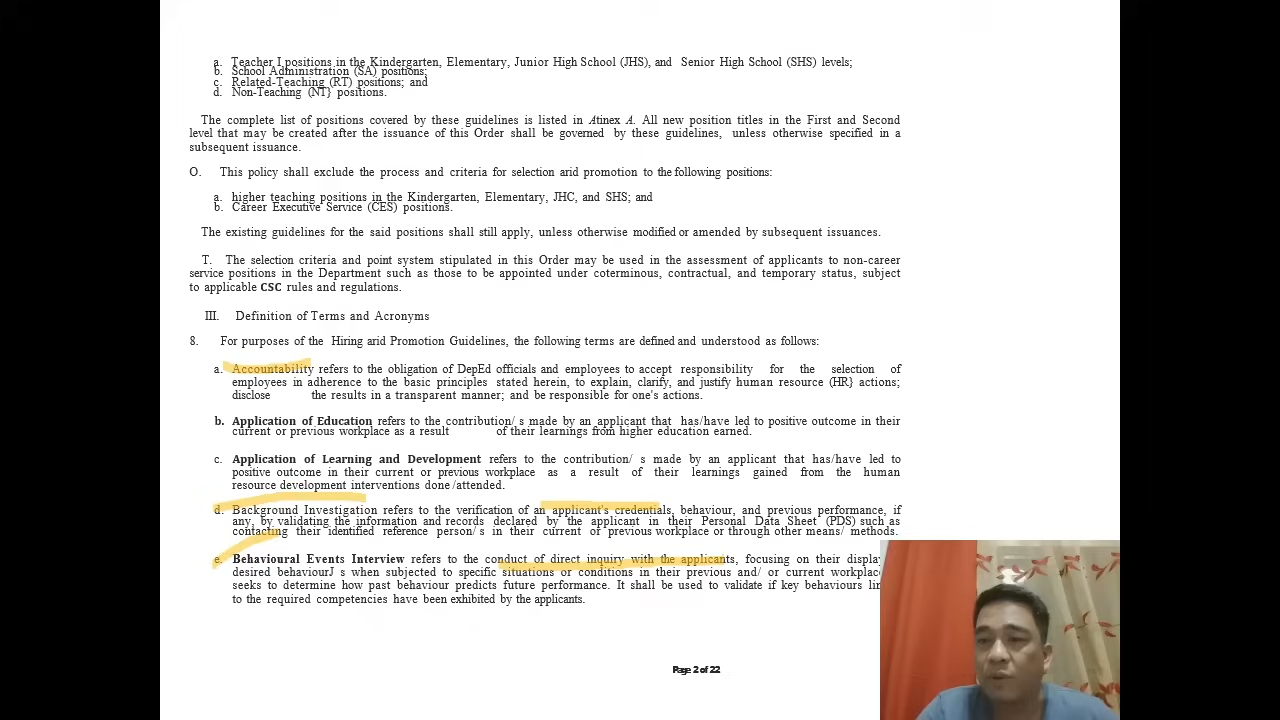 a. Teacher I positions in the Kindergarten, Elementary, Junior High School (JHS), and Senior High School (SHS) levels;
b. School Administration (SA) positions;
c. Related-Teaching (RT) positions; and
d. Non-Teaching (NT} positions.
The complete list of positions covered by these guidelines is listed in Atinex A. All new position titles in the First and Second
level that may be created after the issuance of this Order shall be governed by these guidelines, unless otherwise specified in a
subsequent issuance.
O. This policy shall exclude the process and criteria for selection arid promotion to the following positions:
a. higher teaching positions in the Kindergarten, Elementary, JHC, and SHS; and
b. Career Executive Service (CES) positions.
The existing guidelines for the said positions shall still apply, unless otherwise modified or amended by subsequent issuances.
T. The selection criteria and point system stipulated in this Order may be used in the assessment of applicants to non-career
service positions in the Department such as those to be appointed under coterminous, contractual, and temporary status, subject
to applicable CSC rules and regulations.
III. Definition of Terms and Acronyms
8. For purposes of the Hiring arid Promotion Guidelines, the following terms are defined and understood as follows:
a. Accountability refers to the obligation of DepEd officials and employees to accept responsibility for the selection of
employees in adherence to the basic principles stated herein, to explain, clarify, and justify human resource (HR} actions;
disclose the results in a transparent manner; and be responsible for one's actions.
b. Application of Education refers to the contribution/ s made by an applicant that has/have led to positive outcome in their
current or previous workplace as a result of their learnings from higher education earned.
c. Application of Learning and Development refers to the contribution/ s made by an applicant that has/have led to
positive outcome in their current or previous workplace as a result of their learnings gained from the human
resource development interventions done /attended.
d. Background Investigation refers to the verification of an applicant's credentials, behaviour, and previous performance, if
any, by validating the information and records declared by the applicant in their Personal Data Sheet (PDS) such as
contacting their identified reference person/ s in their current or previous workplace or through other means/ methods.
e. Behavioural Events Interview refers to the conduct of direct inquiry with the applicants, focusing on their
desired behaviourJ s when subjected to specific situations or conditions in their previous and/ or current
seeks to determine how past behaviour predicts future performance. It shall be used to validate if key behaviours
to the required competencies have been exhibited by the applicants.
Page 2 of 22